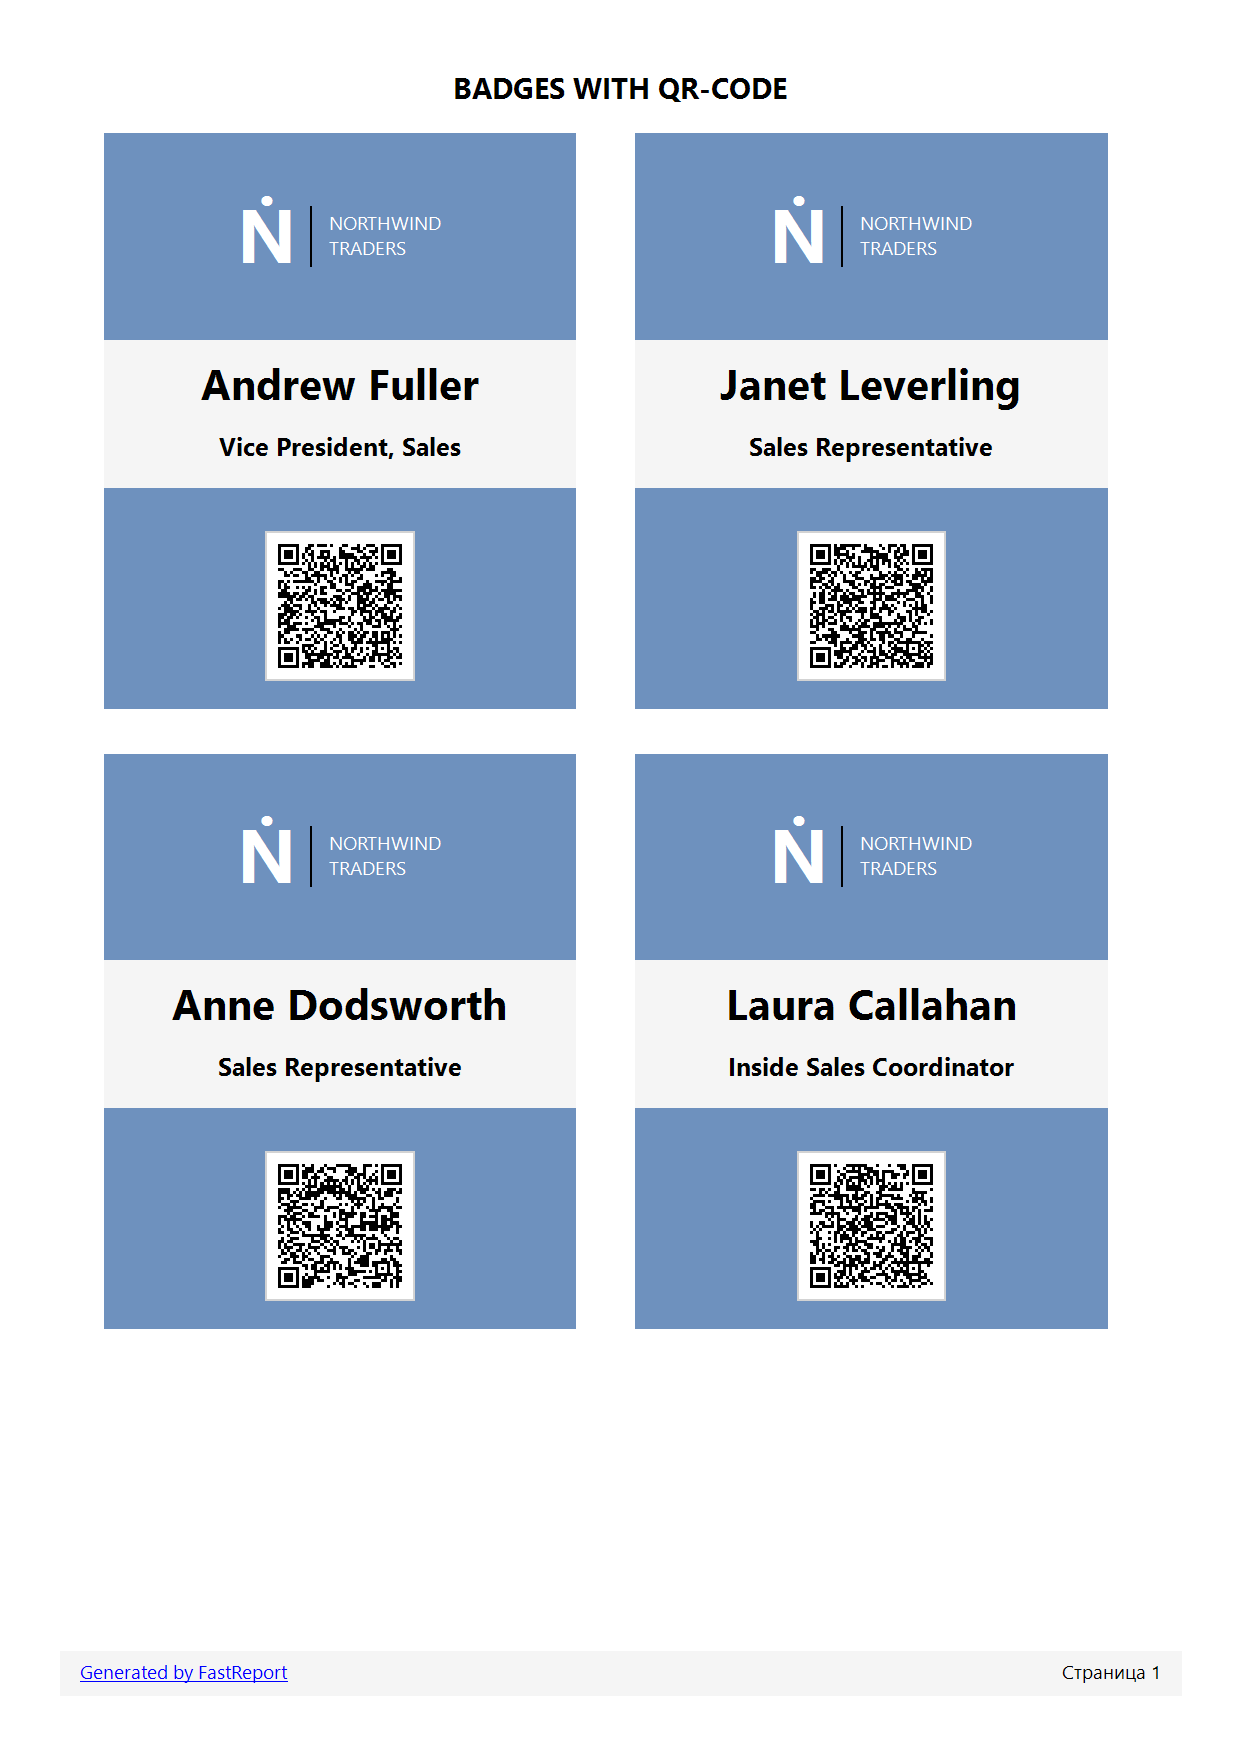 BADGES WITH QR-CODE
N
NORTHWIND
TRADERS
Andrew Fuller
Vice President, Sales
N
NORTHWIND
TRADERS
Janet Leverling
Sales Representative
N
NORTHWIND
TRADERS
Anne Dodsworth
Sales Representative
N
NORTHWIND
TRADERS
Laura Callahan
Inside Sales Coordinator
Generated by FastReport
Страница 1